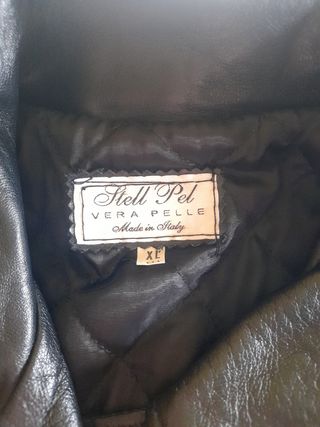 Stell Pel
VERA PELLE
Made in Italy
XL